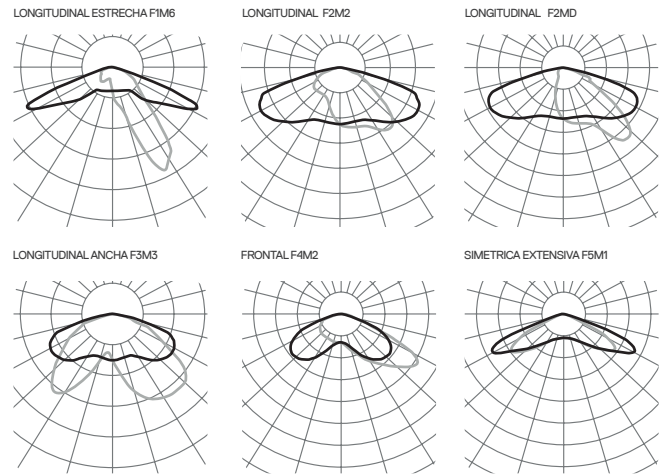 LONGITUDINAL ESTRECHA F1M6
LONGITUDINAL F2M2
LONGITUDINAL F2MD
LONGITUDINAL ANCHA F3M3
FRONTAL F4M2
SIMETRICA EXTENSIVA F5M1